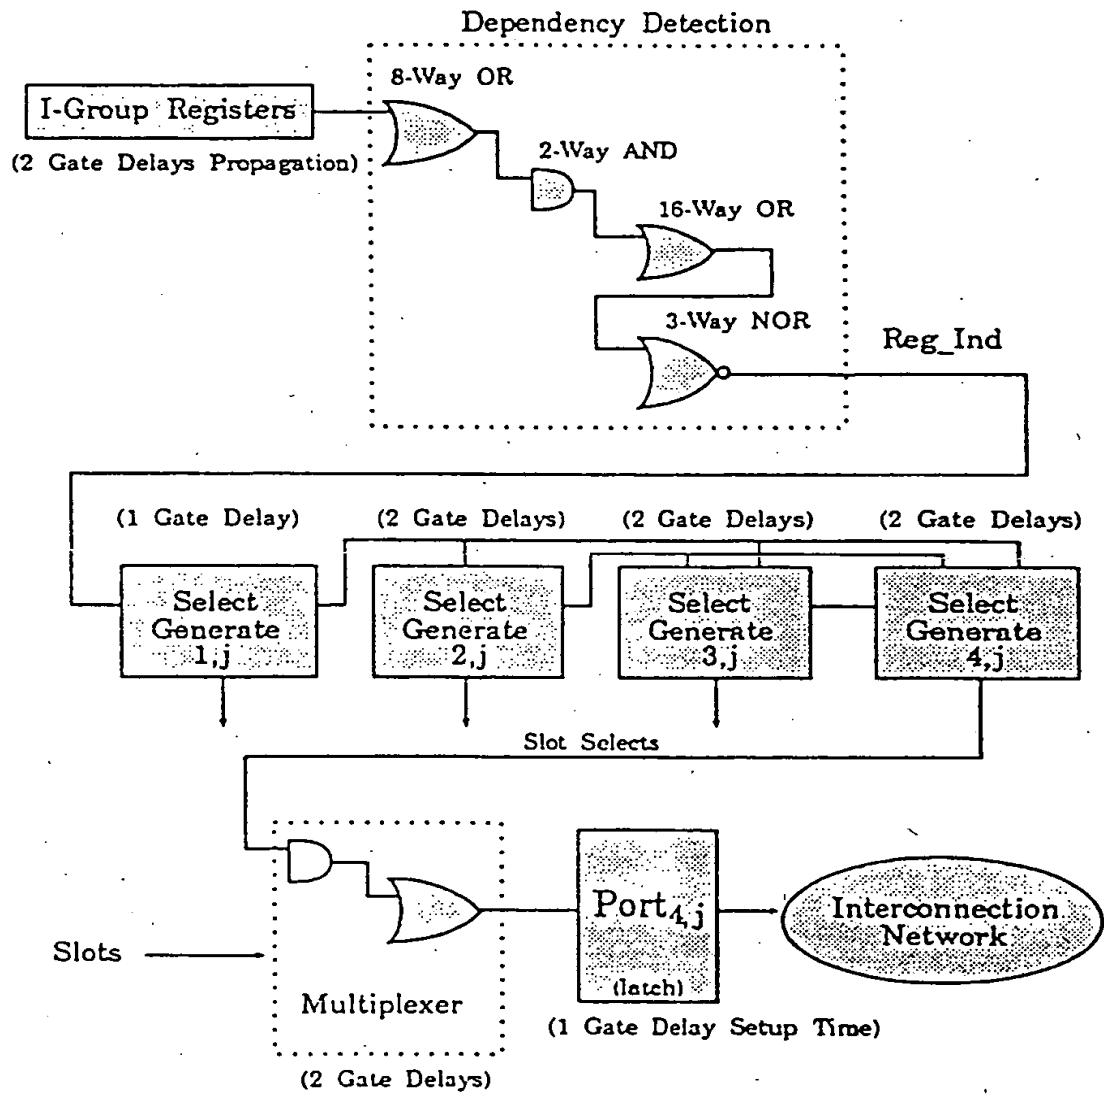 Dependency Detection
8-Way OR
I-Group Registers
(2 Gate Delays Propagation)
2-Way AND
16-Way OR
3-Way NOR
Reg_Ind
(1 Gate Delay)
(2 Gate Delays)
(2 Gate Delays)
(2 Gate Delays)
Select
Generate
1,j
Select
Generate
2,j
Select
Generate
3,j
Select
Generate
4,j
Slot Selects
Port4,j
(latch)
Interconnection
Network
Slots
Multiplexer
(1 Gate Delay Setup Time)
(2 Gate Delays)